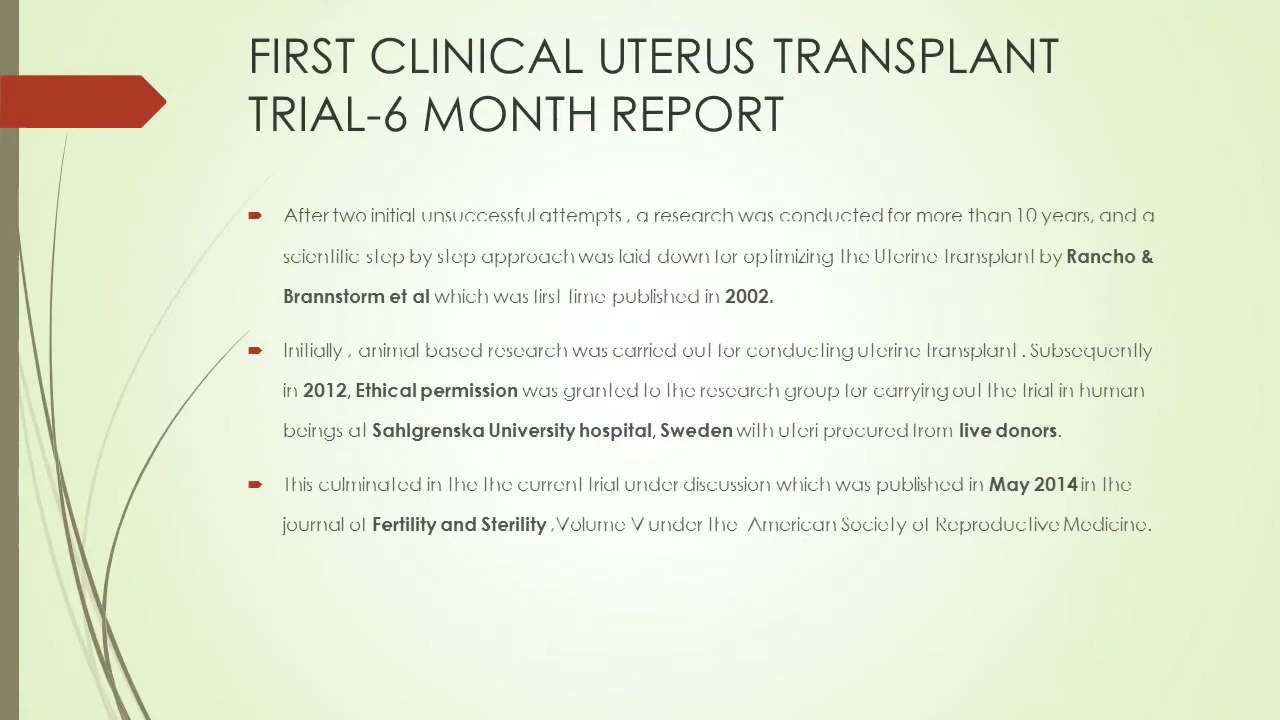 FIRST CLINICAL UTERUS TRANSPLANT
TRIAL-6 MONTH REPORT
After two initial unsuccessful attempts , a research was conducted for more than 10 years, and a
scientific step by step approach was laid down for optimizing the Uterine transplant by Rancho &
Brannstorm et al which was first time published in 2002.
Initially , animal based research was carried out for conducting uterine transplant . Subsequently
in 2012, Ethical permission was granted to the research group for carrying out the trial in human
beings at Sahlgrenska University hospital, Sweden with uteri procured from live donors.
This culminated in the the current trial under discussion which was published in May 2014 in the
journal of Fertility and Sterility ,Volume V under the American Society of Reproductive Medicine.